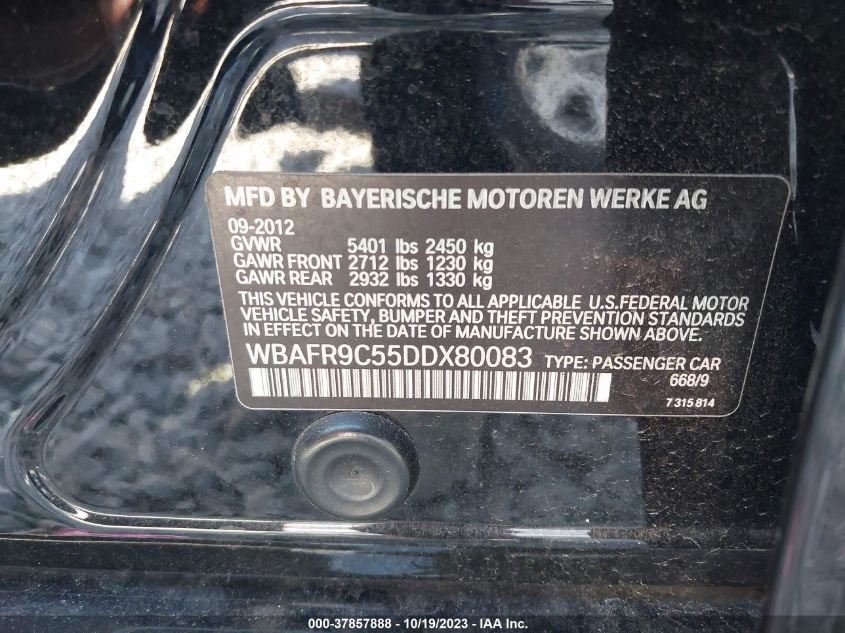 MFD BY BAYERISCHE MOTOREN WERKE AG
09-2012
GVWR 5401 lbs 2450 kg
GAWR FRONT 2712 lbs 1230 kg
GAWR REAR 2932 lbs 1330 kg
THIS VEHICLE CONFORMS TO ALL APPLICABLE U.S.FEDERAL MOTOR
VEHICLE SAFETY, BUMPER AND THEFT PREVENTION STANDARDS
IN EFFECT ON THE DATE OF MANUFACTURE SHOWN ABOVE.
WBAFR9C55DDX80083 TYPE: PASSENGER CAR
668/9
7 315 814
000-37857888 - 10/19/2023 - IAAI.COM